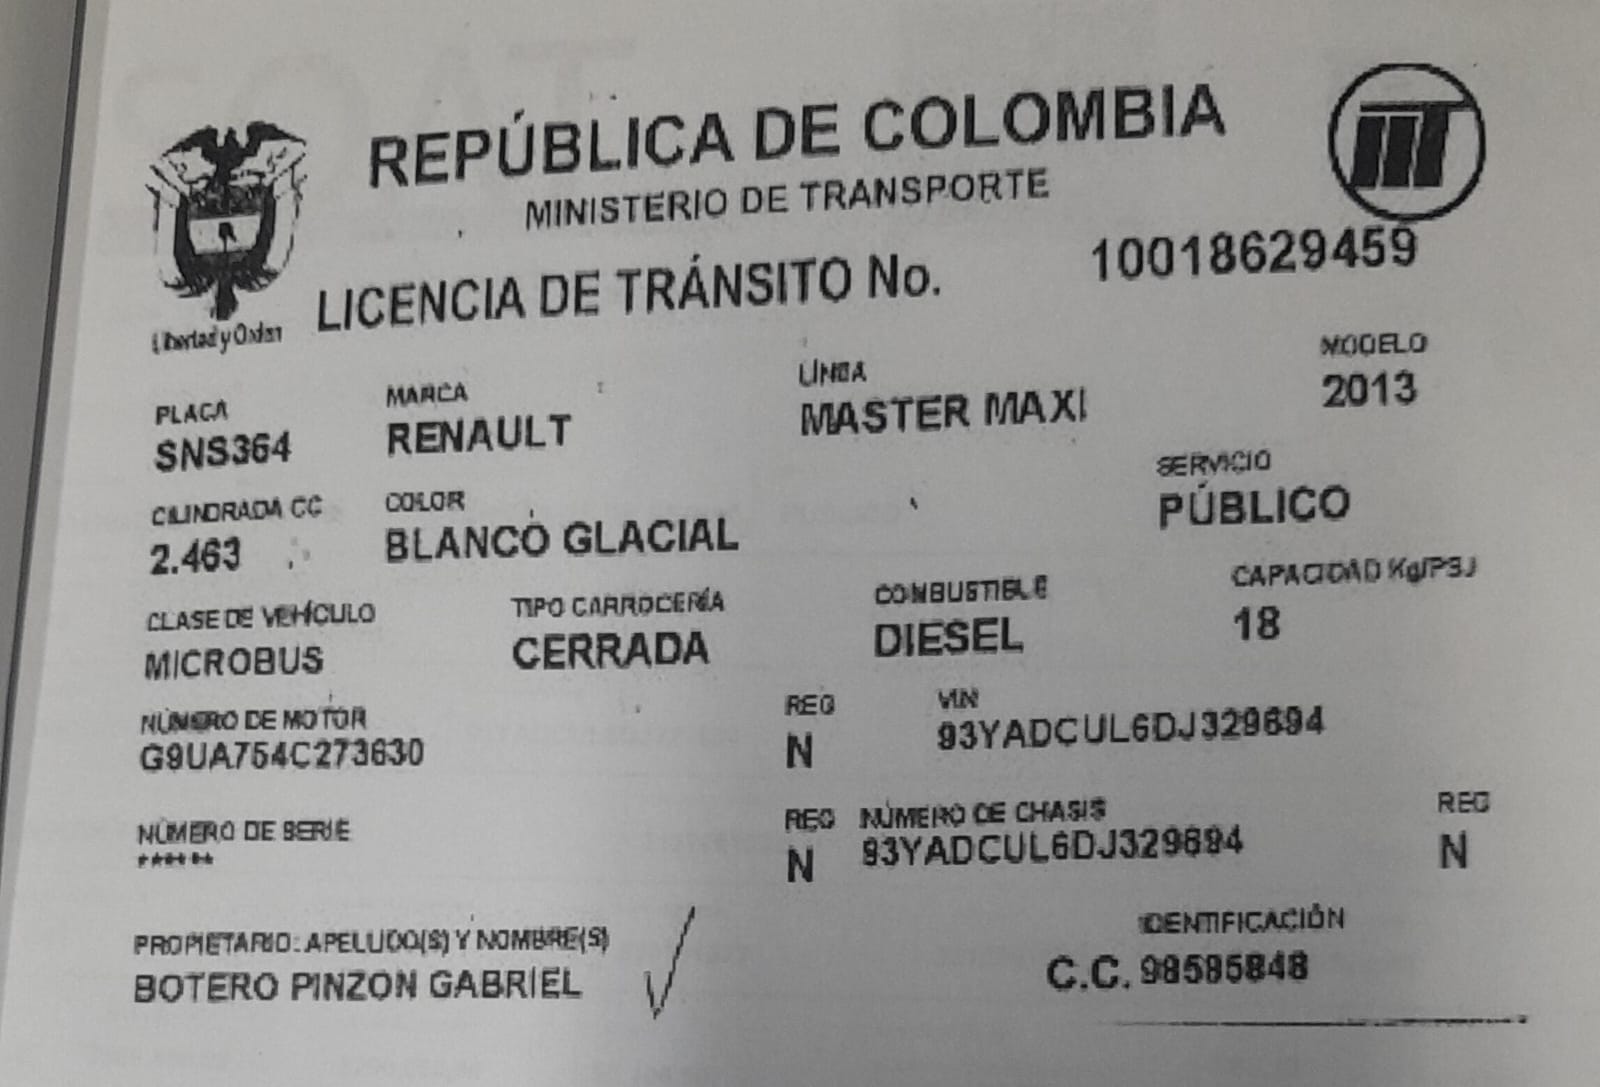 REPÚBLICA DE COLOMBIA
MINISTERIO DE TRANSPORTE
Libertad y Orden
LICENCIA DE TRÁNSITO No. 10018629459
PLACA MARCA LÍNEA MODELO
SNS364 RENAULT MASTER MAXI 2013
CILINDRADA CC COLOR SERVICIO
2.463 BLANCO GLACIAL PÚBLICO
CLASE DE VEHÍCULO TIPO CARROCERÍA COMBUSTIBLE CAPACIDAD Kg/PSJ
MICROBUS CERRADA DIESEL 18
NÚMERO DE MOTOR REG VIN
G9UA754C273630 N 93YADCUL6DJ329694
NÚMERO DE SERIE REG NÚMERO DE CHASIS REG
****** N 93YADCUL6DJ329694 N
PROPIETARIO: APELLIDO(S) Y NOMBRE(S) IDENTIFICACIÓN
BOTERO PINZON GABRIEL C.C. 98585848